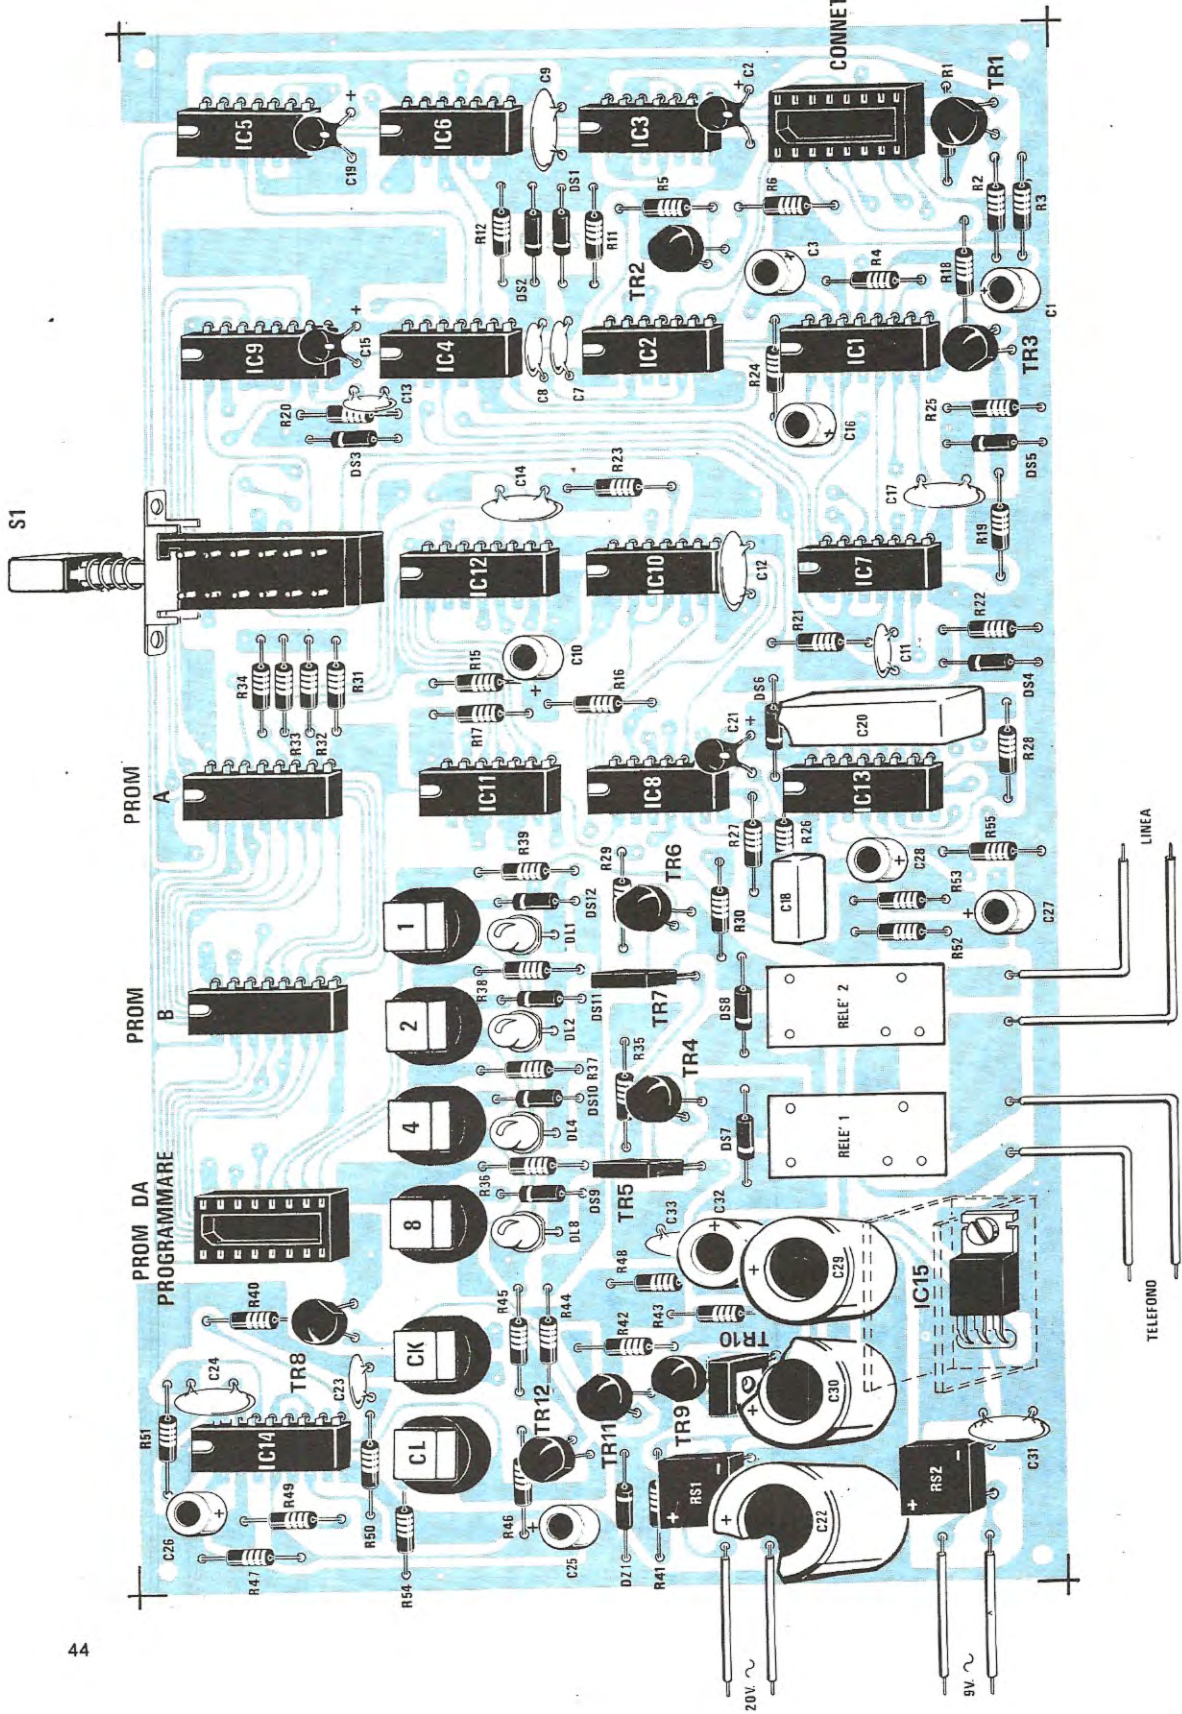 S1
CONNET
C9
C2
R1
TR1
IC5
IC6
IC3
C19
DS1
R5
R6
R2
R3
R12
DS2
R11
TR2
C3
R4
R18
C1
IC9
C15
IC4
IC2
IC1
TR3
R20
C13
C8
C7
R24
C16
R25
DS3
DS5
C14
R23
C17
R19
IC12
IC10
C12
IC7
R34
R33
R32
R31
R15
R17
C10
R16
R21
C11
R22
DS4
DS6
C20
C21
R28
PROM
A
IC11
IC8
IC13
R27
R26
R39
R29
TR6
C28
R55
1
DS12
DL1
R30
C18
R53
R52
C27
LINEA
PROM
B
R38
DS11
TR7
DS8
RELE' 2
2
DL2
R37
R35
TR4
4
DS10
DL4
DS7
RELE' 1
PROM DA
PROGRAMMARE
R36
DS9
TR5
8
DL8
C33
C32
R48
C29
IC15
TELEFONO
R40
TR8
R45
R44
R42
R43
TR10
C30
CK
C24
C23
R51
IC14
CL
TR12
TR11
TR9
RS1
RS2
C31
C26
R49
R50
R46
C25
C22
R47
R54
DZ1
R41
20V. ~
9V. ~
44